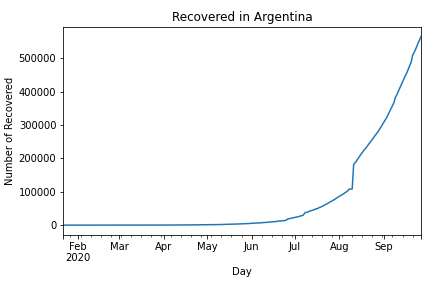 Recovered in Argentina
Number of Recovered
500000
400000
300000
200000
100000
0
Feb Mar Apr May Jun Jul Aug Sep
2020
Day